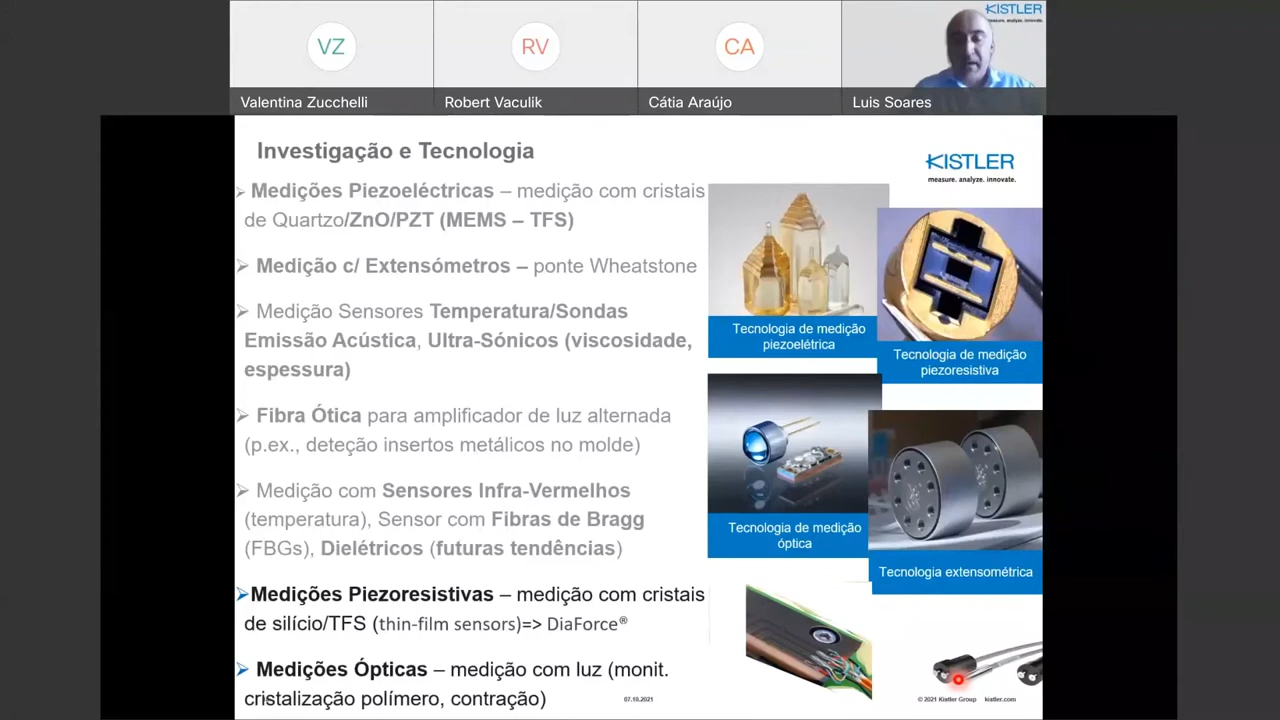 VZ
RV
CA
KISTLER
measure. analyze. innovate.
Valentina Zucchelli
Robert Vaculik
Cátia Araújo
Luis Soares
Investigação e Tecnologia
KISTLER
measure. analyze. innovate.
➢ Medições Piezoeléctricas – medição com cristais
de Quartzo/ZnO/PZT (MEMS – TFS)
➢ Medição c/ Extensómetros – ponte Wheatstone
➢ Medição Sensores Temperatura/Sondas
Emissão Acústica, Ultra-Sónicos (viscosidade,
espessura)
➢ Fibra Ótica para amplificador de luz alternada
(p.ex., deteção insertos metálicos no molde)
➢ Medição com Sensores Infra-Vermelhos
(temperatura), Sensor com Fibras de Bragg
(FBGs), Dielétricos (futuras tendências)
➢ Medições Piezoresistivas – medição com cristais
de silício/TFS (thin-film sensors)=> DiaForce®
➢ Medições Ópticas – medição com luz (monit.
cristalização polímero, contração)
Tecnologia de medição
piezoelétrica
Tecnologia de medição
piezoresistiva
Tecnologia de medição
óptica
Tecnologia extensométrica
07.10.2021
© 2021 Kistler Group kistler.com